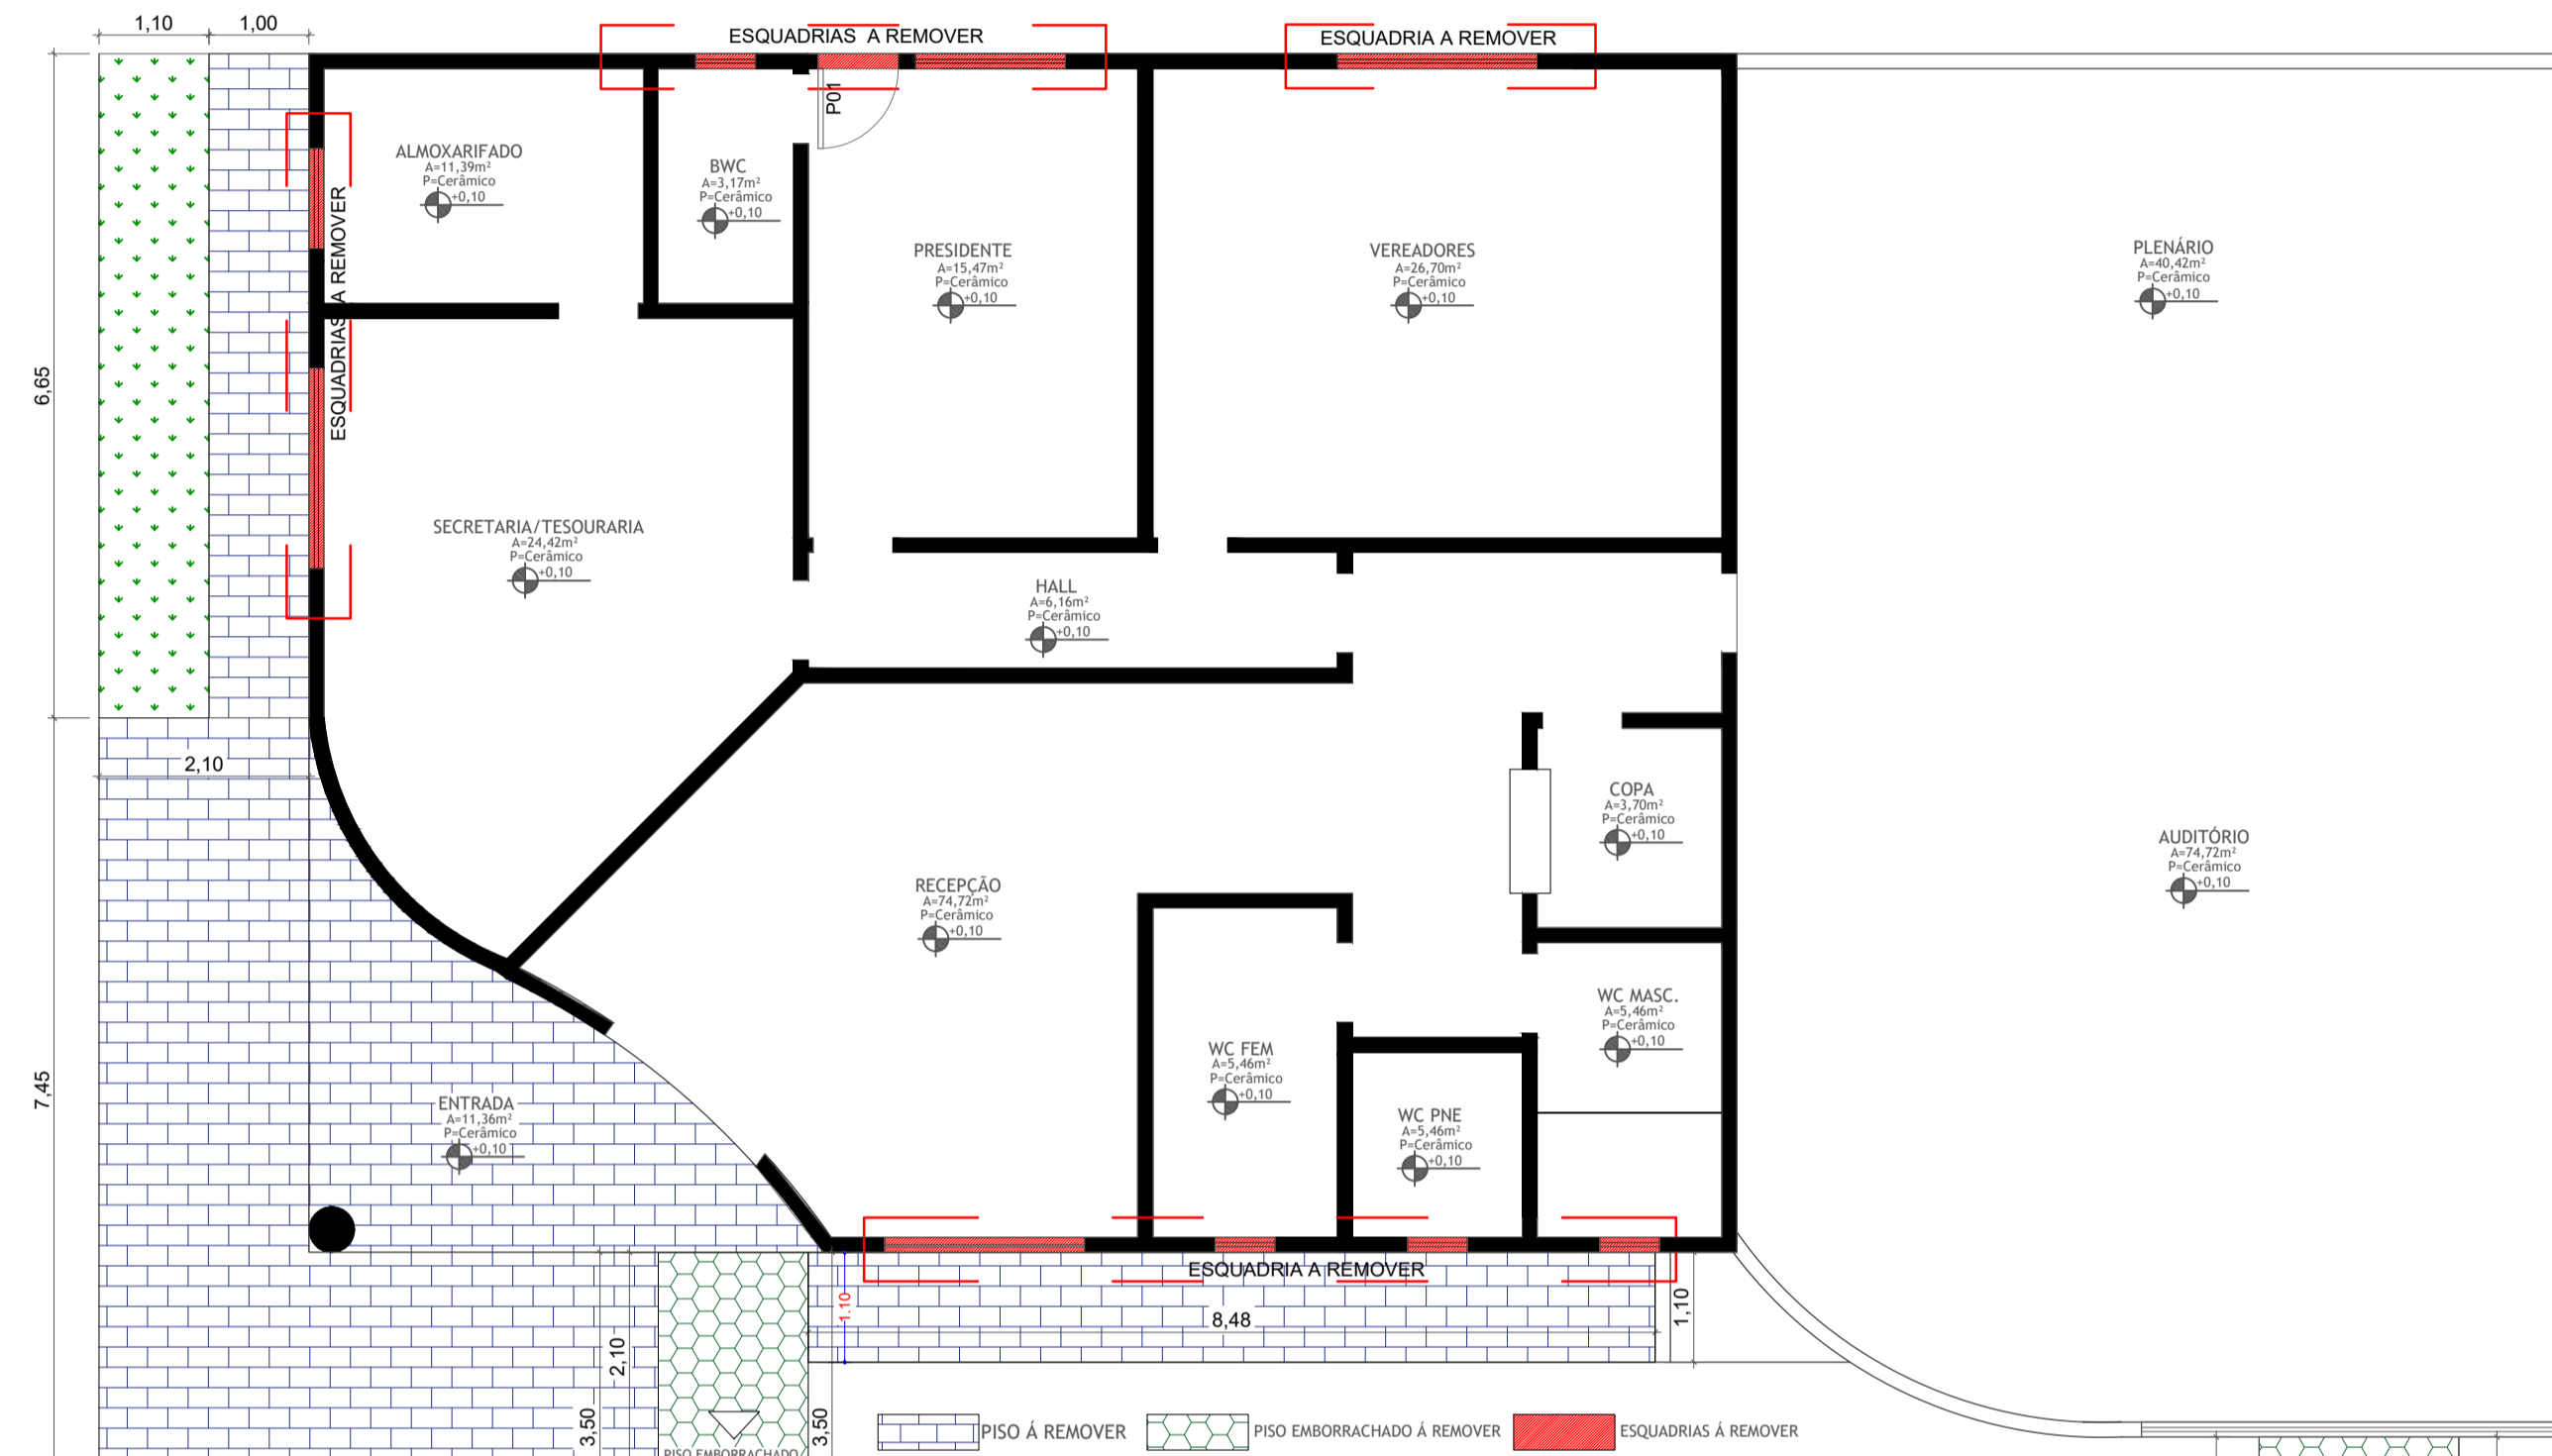 1,10
1,00
ESQUADRIAS A REMOVER
ESQUADRIA A REMOVER
P01
ALMOXARIFADO
A=11,39m²
P=Cerâmico
+0,10
BWC
A=3,17m²
P=Cerâmico
+0,10
ESQUADRIAS A REMOVER
PRESIDENTE
A=15,47m²
P=Cerâmico
+0,10
VEREADORES
A=26,70m²
P=Cerâmico
+0,10
PLENÁRIO
A=40,42m²
P=Cerâmico
+0,10
6,65
SECRETARIA/TESOURARIA
A=24,42m²
P=Cerâmico
+0,10
HALL
A=6,16m²
P=Cerâmico
+0,10
2,10
COPA
A=3,70m²
P=Cerâmico
+0,10
AUDITÓRIO
A=74,72m²
P=Cerâmico
+0,10
RECEPÇÃO
A=74,72m²
P=Cerâmico
+0,10
WC MASC.
A=5,46m²
P=Cerâmico
+0,10
WC FEM
A=5,46m²
P=Cerâmico
+0,10
7,45
ENTRADA
A=11,36m²
P=Cerâmico
+0,10
WC PNE
A=5,46m²
P=Cerâmico
+0,10
ESQUADRIA A REMOVER
1.10
8,48
1,10
2,10
3,50
3,50
PISO Á REMOVER
PISO EMBORRACHADO Á REMOVER
ESQUADRIAS Á REMOVER
PISO EMBORRACHADO